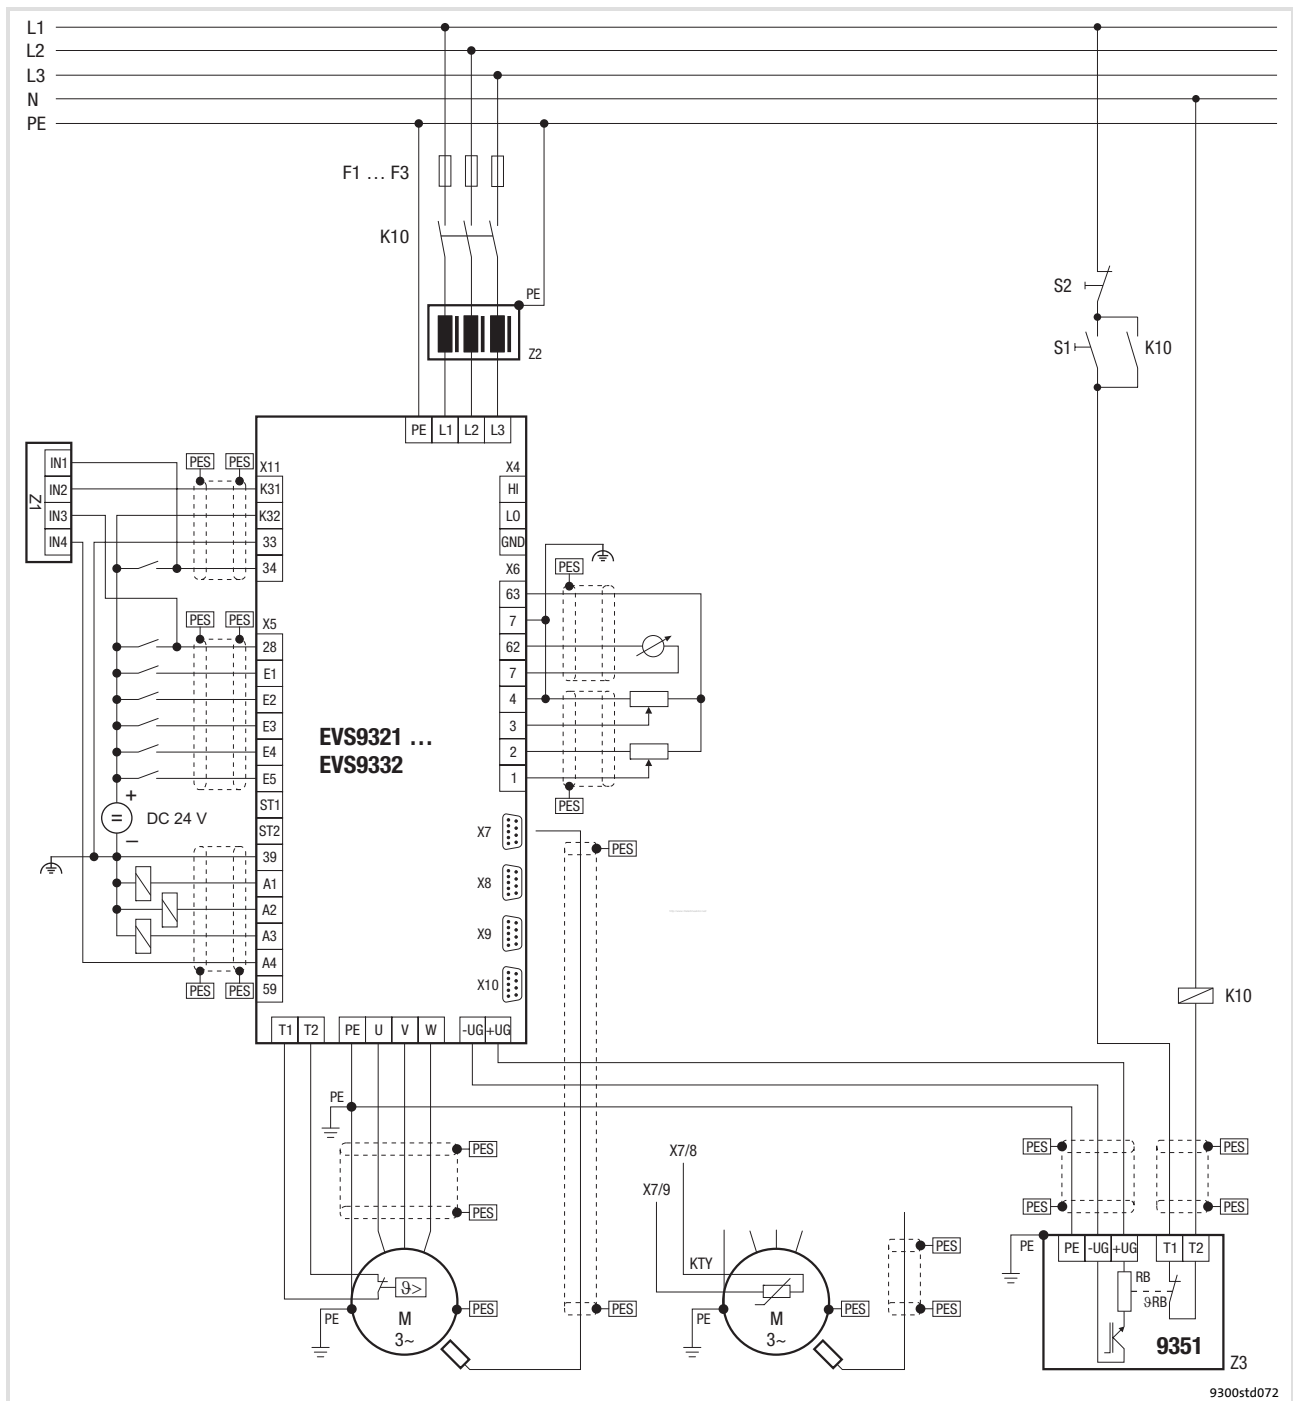 L1
L2
L3
N
PE
F1 … F3
K10
PE
Z2
S2
S1 K10
PE L1 L2 L3
Z1
IN1
IN2
IN3
IN4
PES PES
X11
K31
K32
33
34
PES PES
X5
28
E1
E2
E3
E4
E5
ST1
ST2
39
A1
A2
A3
A4
59
PES PES
+
= DC 24 V
−
EVS9321 …
EVS9332
X4
HI
LO
GND
X6
63
7
62
7
4
3
2
1
PES
PES
X7
X8
X9
X10
PES
K10
T1 T2 PE U V W -UG +UG
PE
PES
PES
X7/8
X7/9
KTY
PES PES
PES PES
PES
PES
ϑ>
M
3~
PE
PES
PES
M
3~
PE
PES
PE
PE -UG +UG T1 T2
RB
ϑRB
9351
Z3
9300std072